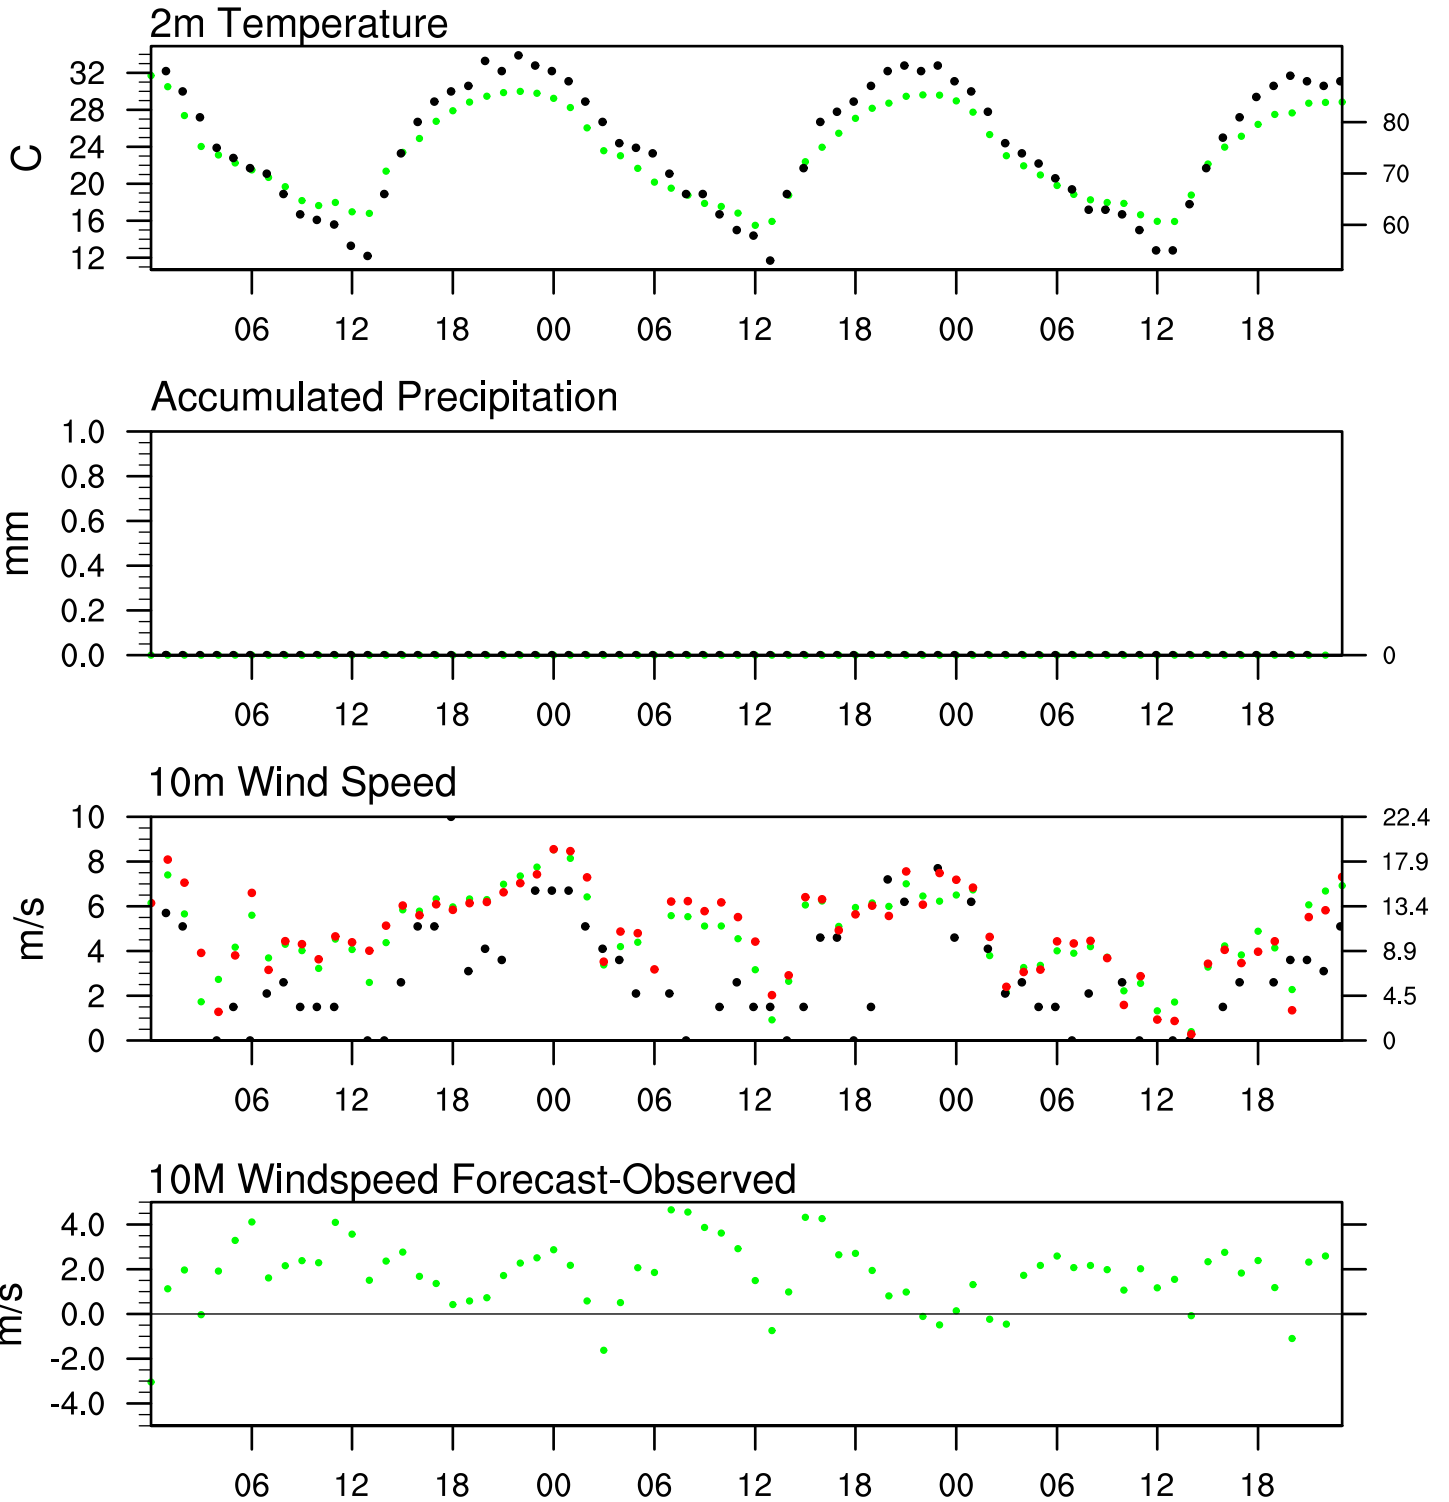 2m Temperature
32
28
24
20
16
12
C
80
70
60
06 12 18 00 06 12 18 00 06 12 18
Accumulated Precipitation
1.0
0.8
0.6
0.4
0.2
0.0
mm
0
06 12 18 00 06 12 18 00 06 12 18
10m Wind Speed
10
8
6
4
2
0
m/s
22.4
17.9
13.4
8.9
4.5
0
06 12 18 00 06 12 18 00 06 12 18
10M Windspeed Forecast-Observed
4.0
2.0
0.0
-2.0
-4.0
m/s
06 12 18 00 06 12 18 00 06 12 18